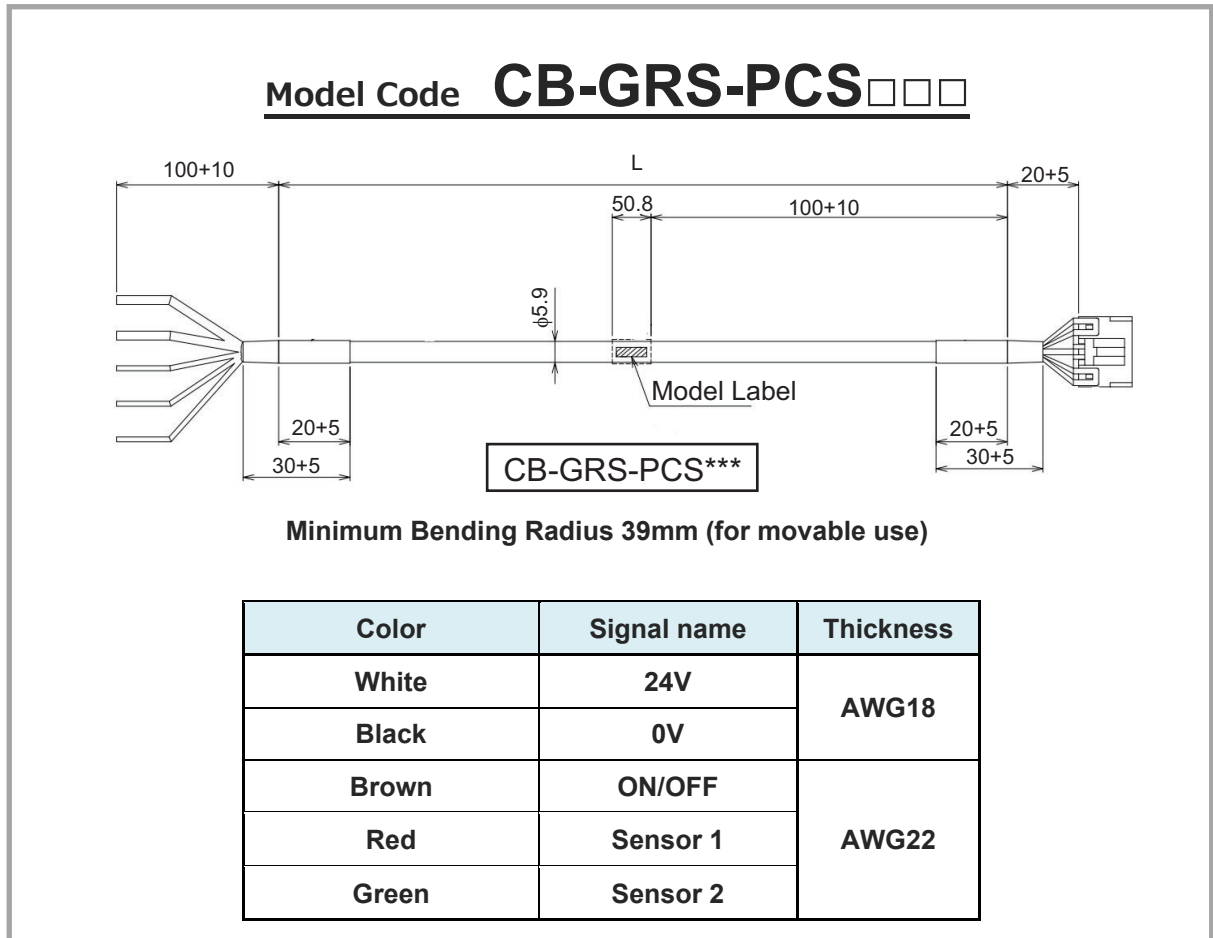 Model Code CB-GRS-PCS□□□
100+10 L 20+5
50.8 100+10
φ5.9
Model Label
20+5 20+5
30+5 CB-GRS-PCS*** 30+5
Minimum Bending Radius 39mm (for movable use)
Color Signal name Thickness
White 24V AWG18
Black 0V
Brown ON/OFF AWG22
Red Sensor 1
Green Sensor 2